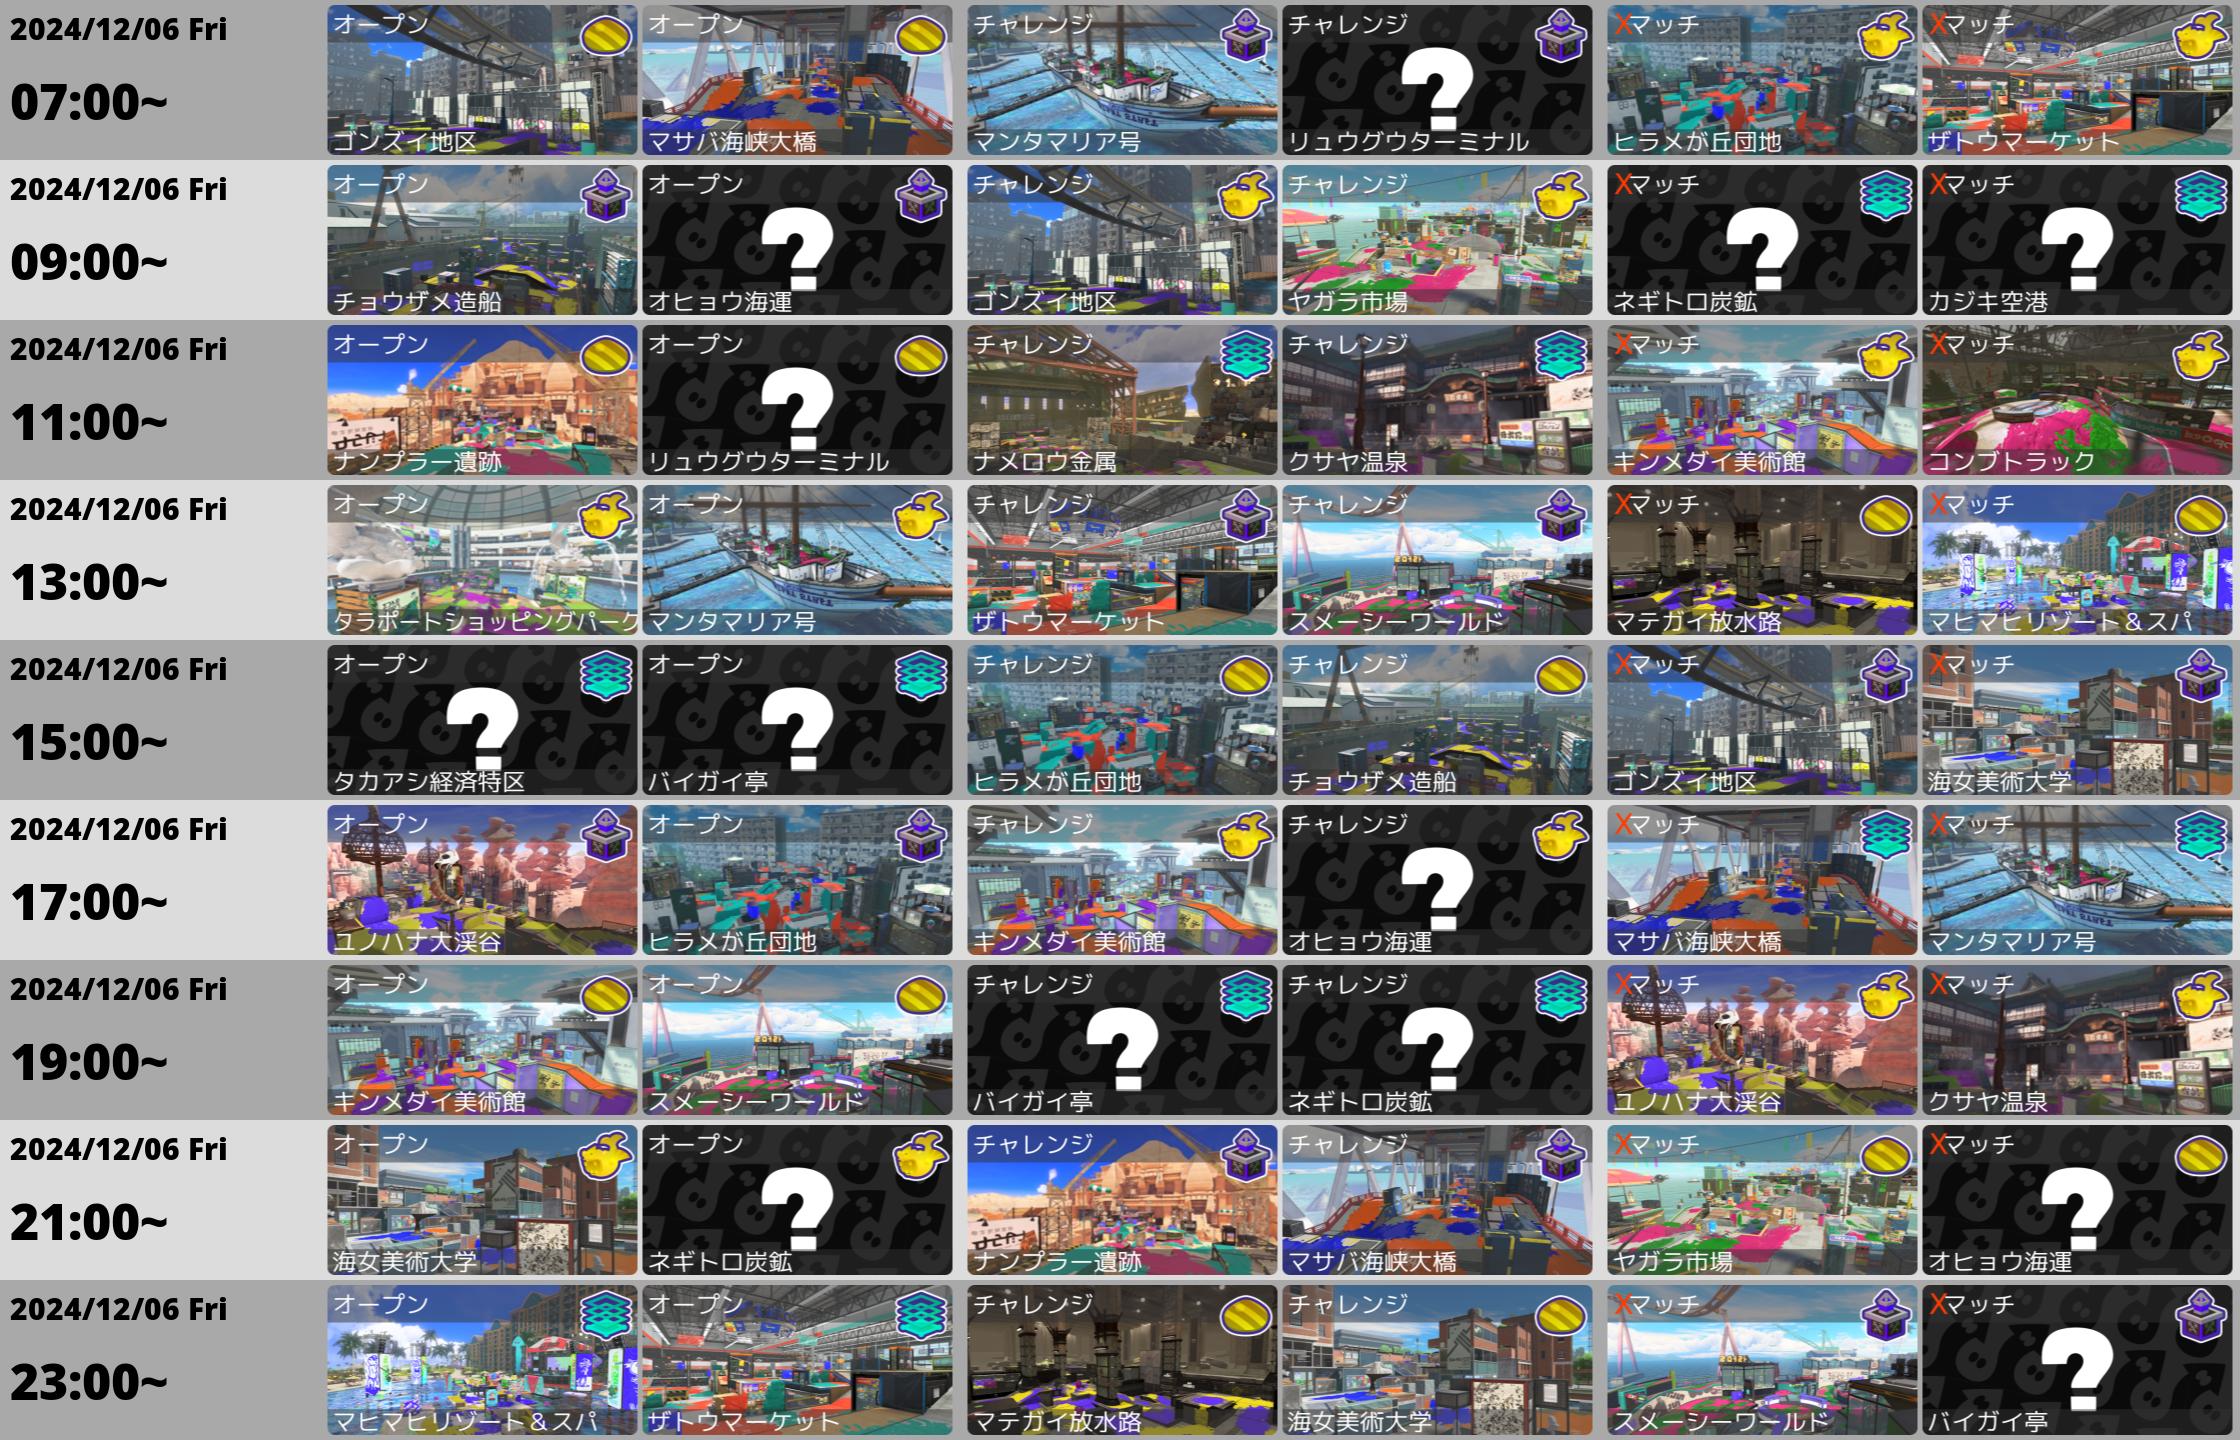 2024/12/06 Fri
07:00~
オープン
ゴンズイ地区
オープン
マサバ海峡大橋
チャレンジ
マンタマリア号
チャレンジ
?
リュウグウターミナル
Xマッチ
ヒラメが丘団地
Xマッチ
ザトウマーケット
2024/12/06 Fri
09:00~
オープン
チョウザメ造船
オープン
?
オヒョウ海運
チャレンジ
ゴンズイ地区
チャレンジ
ヤガラ市場
Xマッチ
?
ネギトロ炭鉱
Xマッチ
?
カジキ空港
2024/12/06 Fri
11:00~
オープン
ナンプラー遺跡
オープン
?
リュウグウターミナル
チャレンジ
ナメロウ金属
チャレンジ
クサヤ温泉
Xマッチ
キンメダイ美術館
Xマッチ
コンブトラック
2024/12/06 Fri
13:00~
オープン
タラポートショッピングパーク
オープン
マンタマリア号
チャレンジ
ザトウマーケット
チャレンジ
スメーシーワールド
Xマッチ
マテガイ放水路
Xマッチ
マヒマヒリゾート＆スパ
2024/12/06 Fri
15:00~
オープン
?
タカアシ経済特区
オープン
?
バイガイ亭
チャレンジ
ヒラメが丘団地
チャレンジ
チョウザメ造船
Xマッチ
ゴンズイ地区
Xマッチ
海女美術大学
2024/12/06 Fri
17:00~
オープン
ユノハナ大渓谷
オープン
ヒラメが丘団地
チャレンジ
キンメダイ美術館
チャレンジ
?
オヒョウ海運
Xマッチ
マサバ海峡大橋
Xマッチ
マンタマリア号
2024/12/06 Fri
19:00~
オープン
キンメダイ美術館
オープン
スメーシーワールド
チャレンジ
?
バイガイ亭
チャレンジ
?
ネギトロ炭鉱
Xマッチ
ユノハナ大渓谷
Xマッチ
クサヤ温泉
2024/12/06 Fri
21:00~
オープン
海女美術大学
オープン
?
ネギトロ炭鉱
チャレンジ
ナンプラー遺跡
チャレンジ
マサバ海峡大橋
Xマッチ
ヤガラ市場
Xマッチ
?
オヒョウ海運
2024/12/06 Fri
23:00~
オープン
マヒマヒリゾート＆スパ
オープン
ザトウマーケット
チャレンジ
マテガイ放水路
チャレンジ
海女美術大学
Xマッチ
スメーシーワールド
Xマッチ
?
バイガイ亭